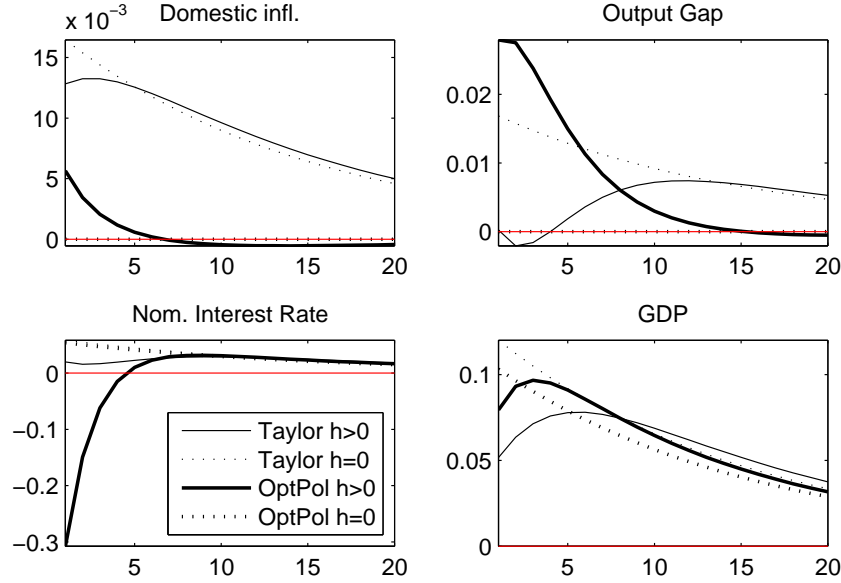 Domestic infl.
x 10⁻³
15
10
5
0
5 10 15 20
Output Gap
0.02
0.01
0
5 10 15 20
Nom. Interest Rate
0
−0.1
−0.2
−0.3
5 10 15 20
Taylor h>0
Taylor h=0
OptPol h>0
OptPol h=0
GDP
0.1
0.05
0
5 10 15 20